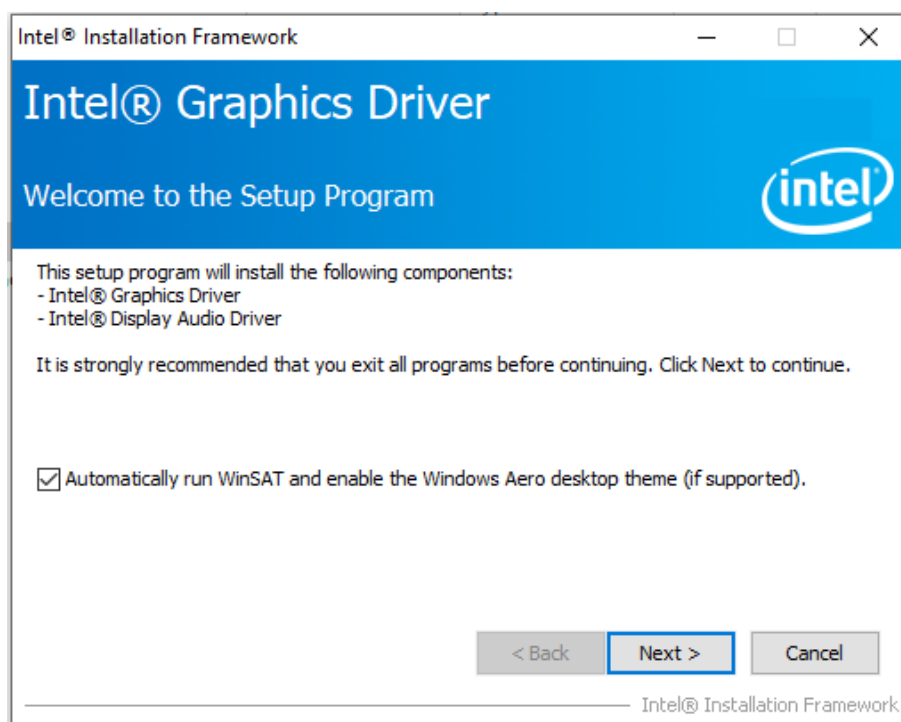 Intel® Installation Framework
Intel® Graphics Driver
Welcome to the Setup Program
intel
This setup program will install the following components:
- Intel® Graphics Driver
- Intel® Display Audio Driver
It is strongly recommended that you exit all programs before continuing. Click Next to continue.
Automatically run WinSAT and enable the Windows Aero desktop theme (if supported).
< Back
Next >
Cancel
Intel® Installation Framework